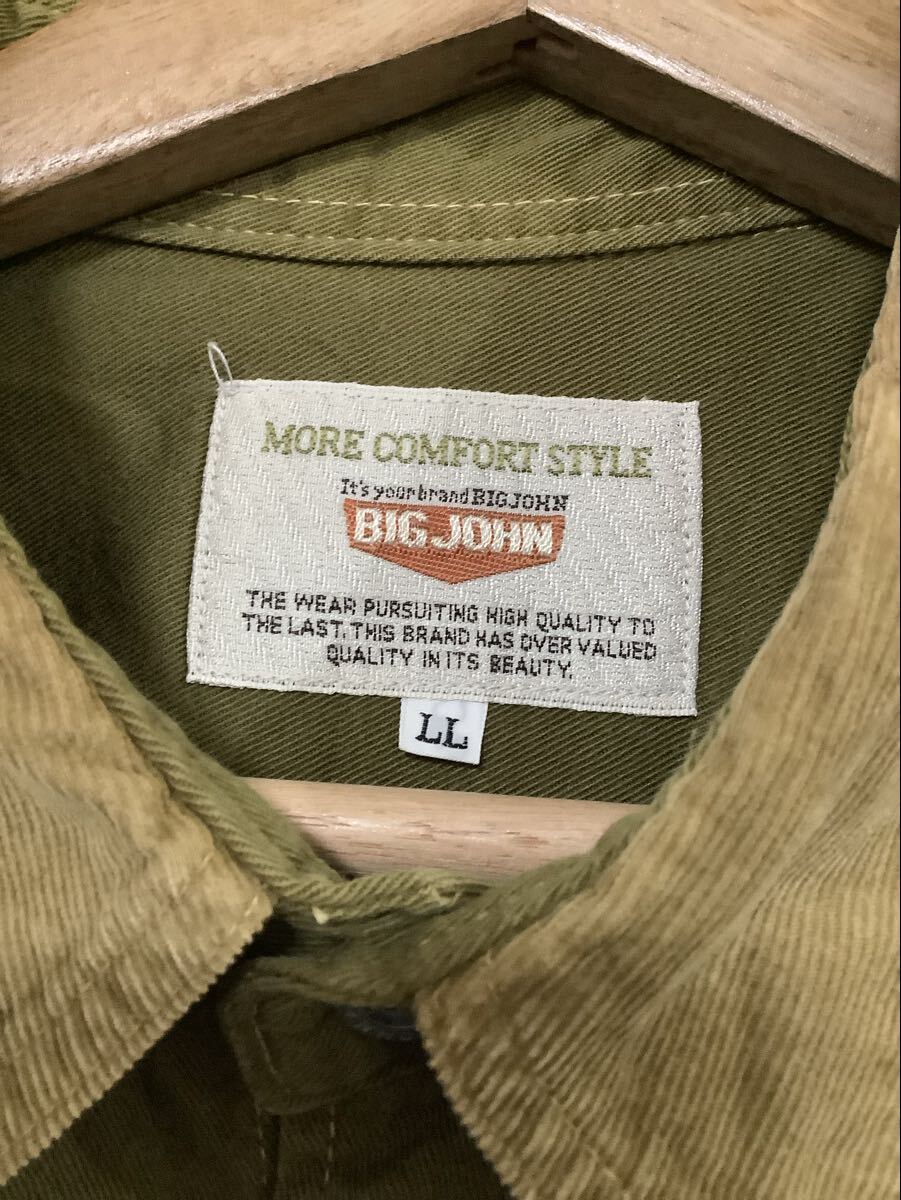 MORE COMFORT STYLE
It's your brand BIG JOHN
BIG JOHN
THE WEAR PURSUITING HIGH QUALITY TO
THE LAST. THIS BRAND HAS OVER VALUED
QUALITY IN ITS BEAUTY.
LL